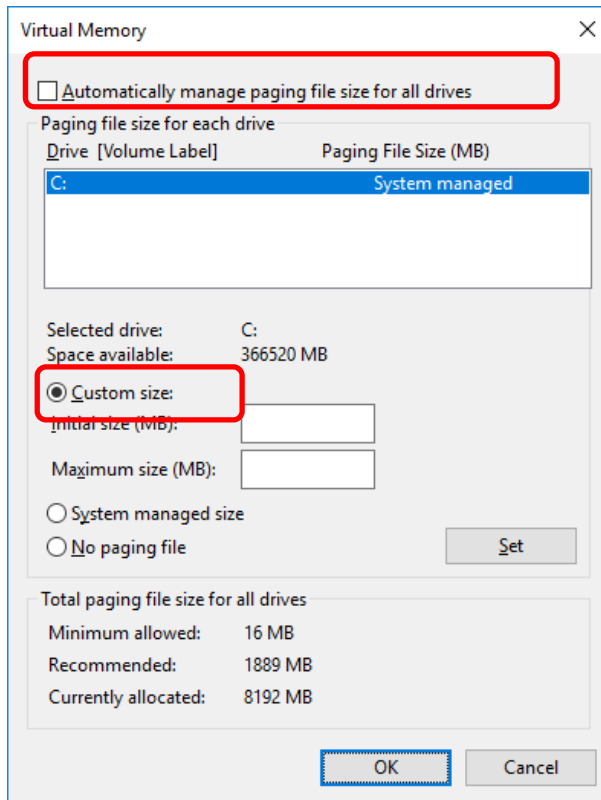 Virtual Memory
Automatically manage paging file size for all drives
Paging file size for each drive
Drive [Volume Label] Paging File Size (MB)
C: System managed
Selected drive: C:
Space available: 366520 MB
Custom size:
Initial size (MB):
Maximum size (MB):
System managed size
No paging file Set
Total paging file size for all drives
Minimum allowed: 16 MB
Recommended: 1889 MB
Currently allocated: 8192 MB
OK Cancel